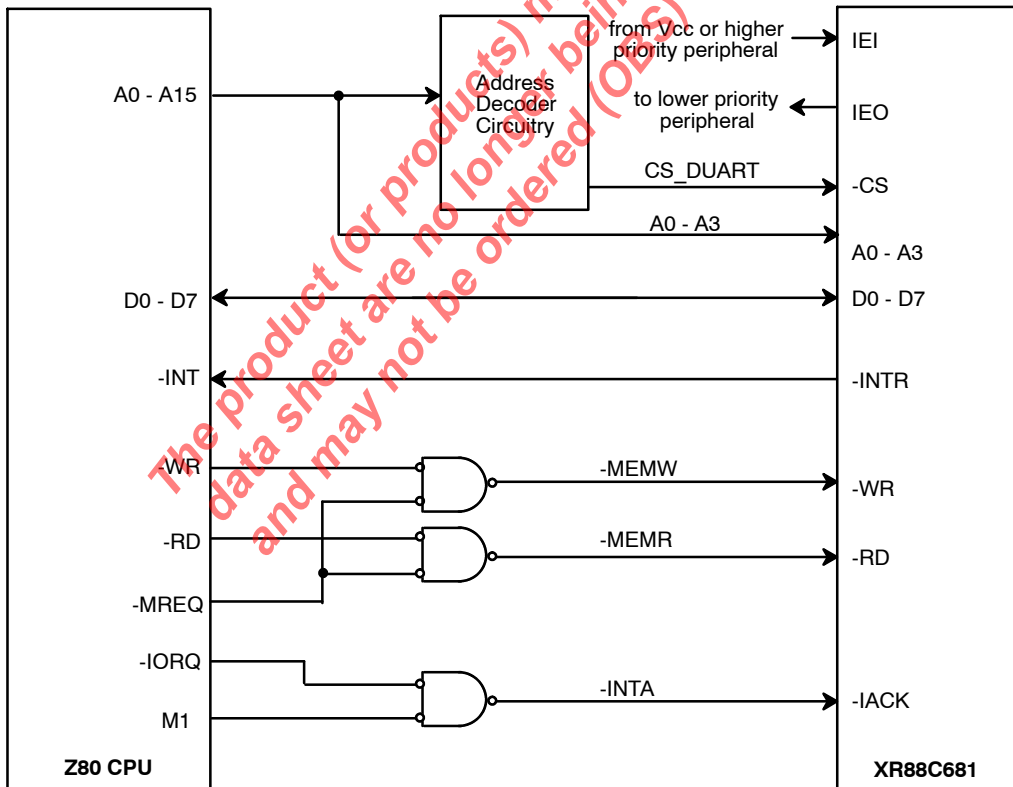 from Vcc or higher
priority peripheral
IEI
A0 - A15
Address
Decoder
Circuitry
to lower priority
peripheral
IEO
CS_DUART
-CS
A0 - A3
A0 - A3
D0 - D7
D0 - D7
-INT
-INTR
-WR
-MEMW
-WR
-RD
-MEMR
-RD
-MREQ
-IORQ
-INTA
-IACK
M1
Z80 CPU
XR88C681
The product (or products)
data sheet are no longer being
and may not be ordered (OBS)